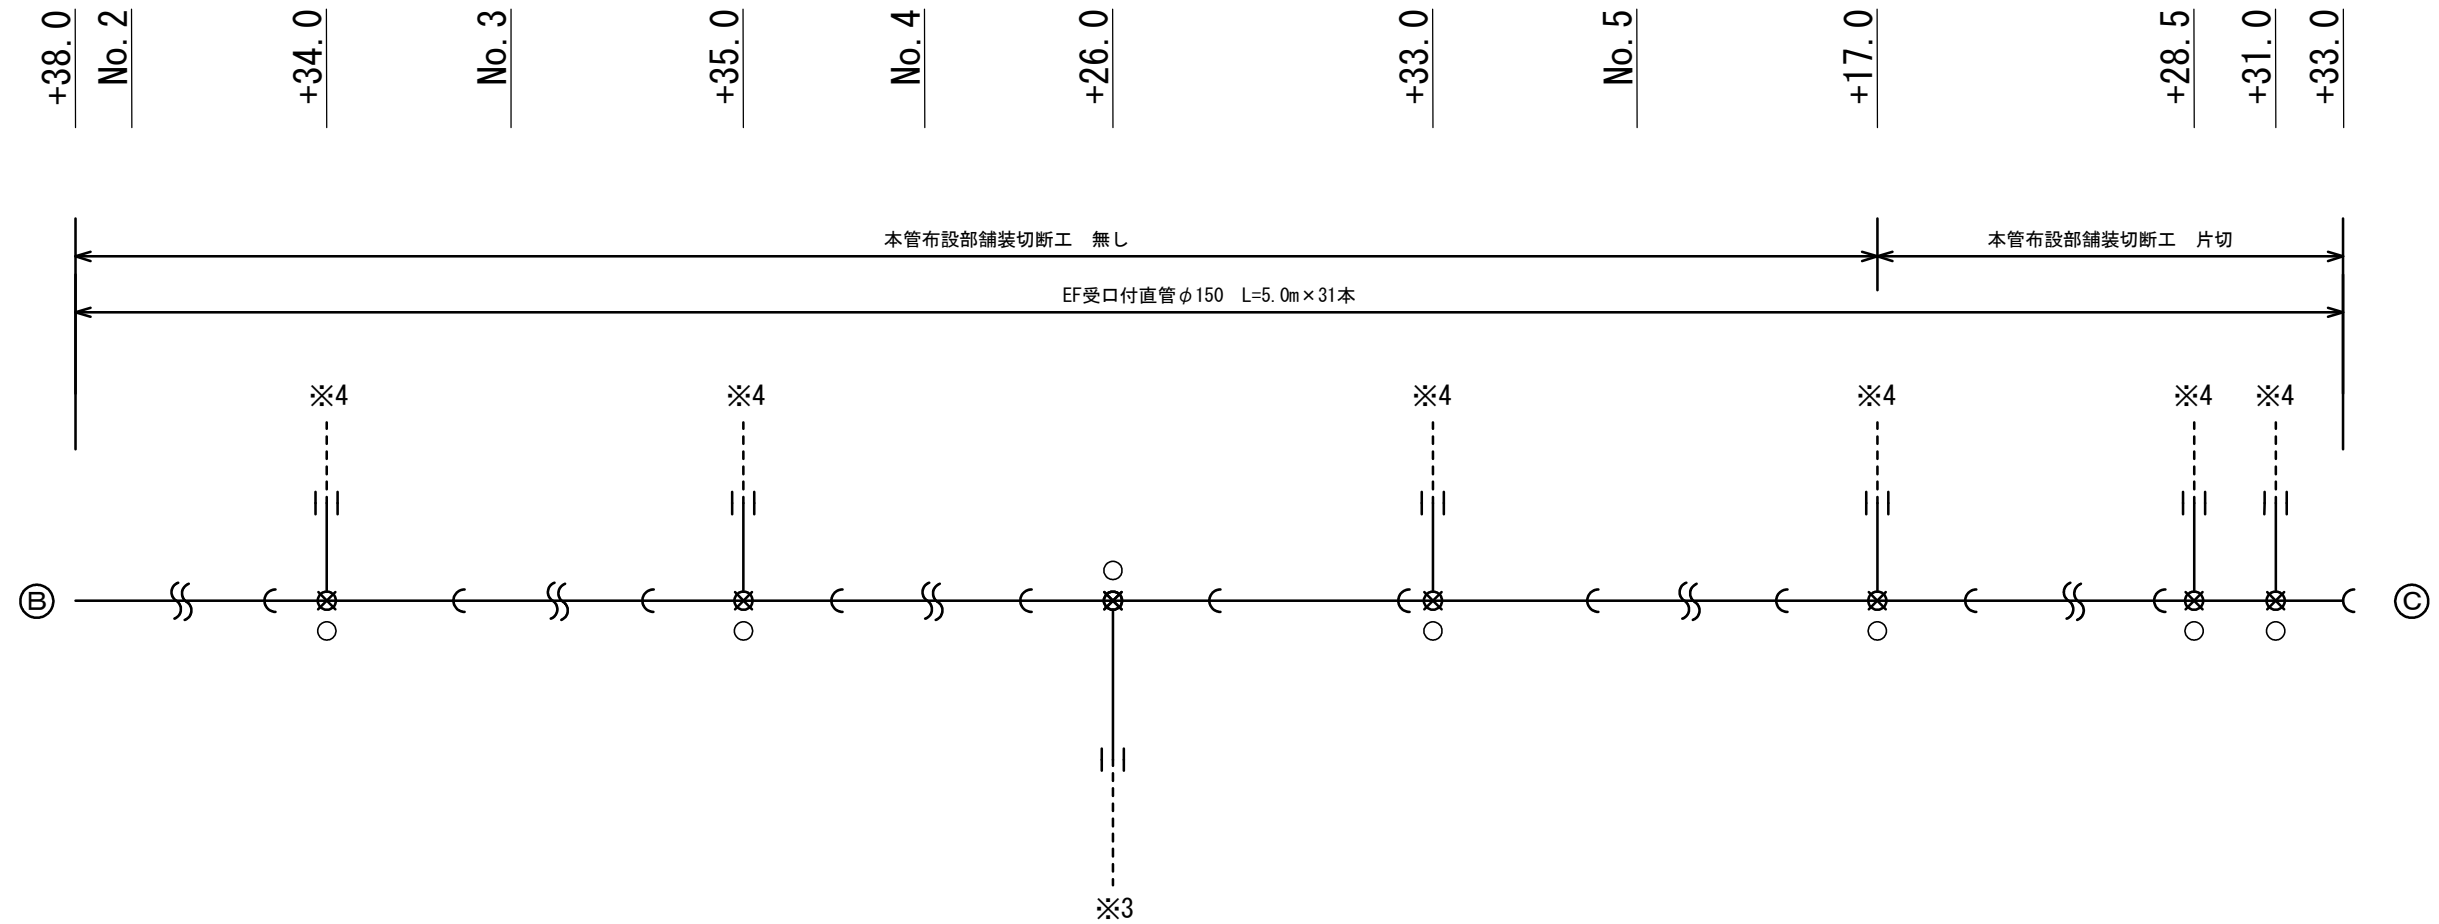 +38.0
No.2
+34.0
No.3
+35.0
No.4
+26.0
+33.0
No.5
+17.0
+28.5
+31.0
+33.0
本管布設部舗装切断工　無し
本管布設部舗装切断工　片切
EF受口付直管φ150　L=5.0m×31本
※4
※4
※4
※4
※4
※4
B
C
※3